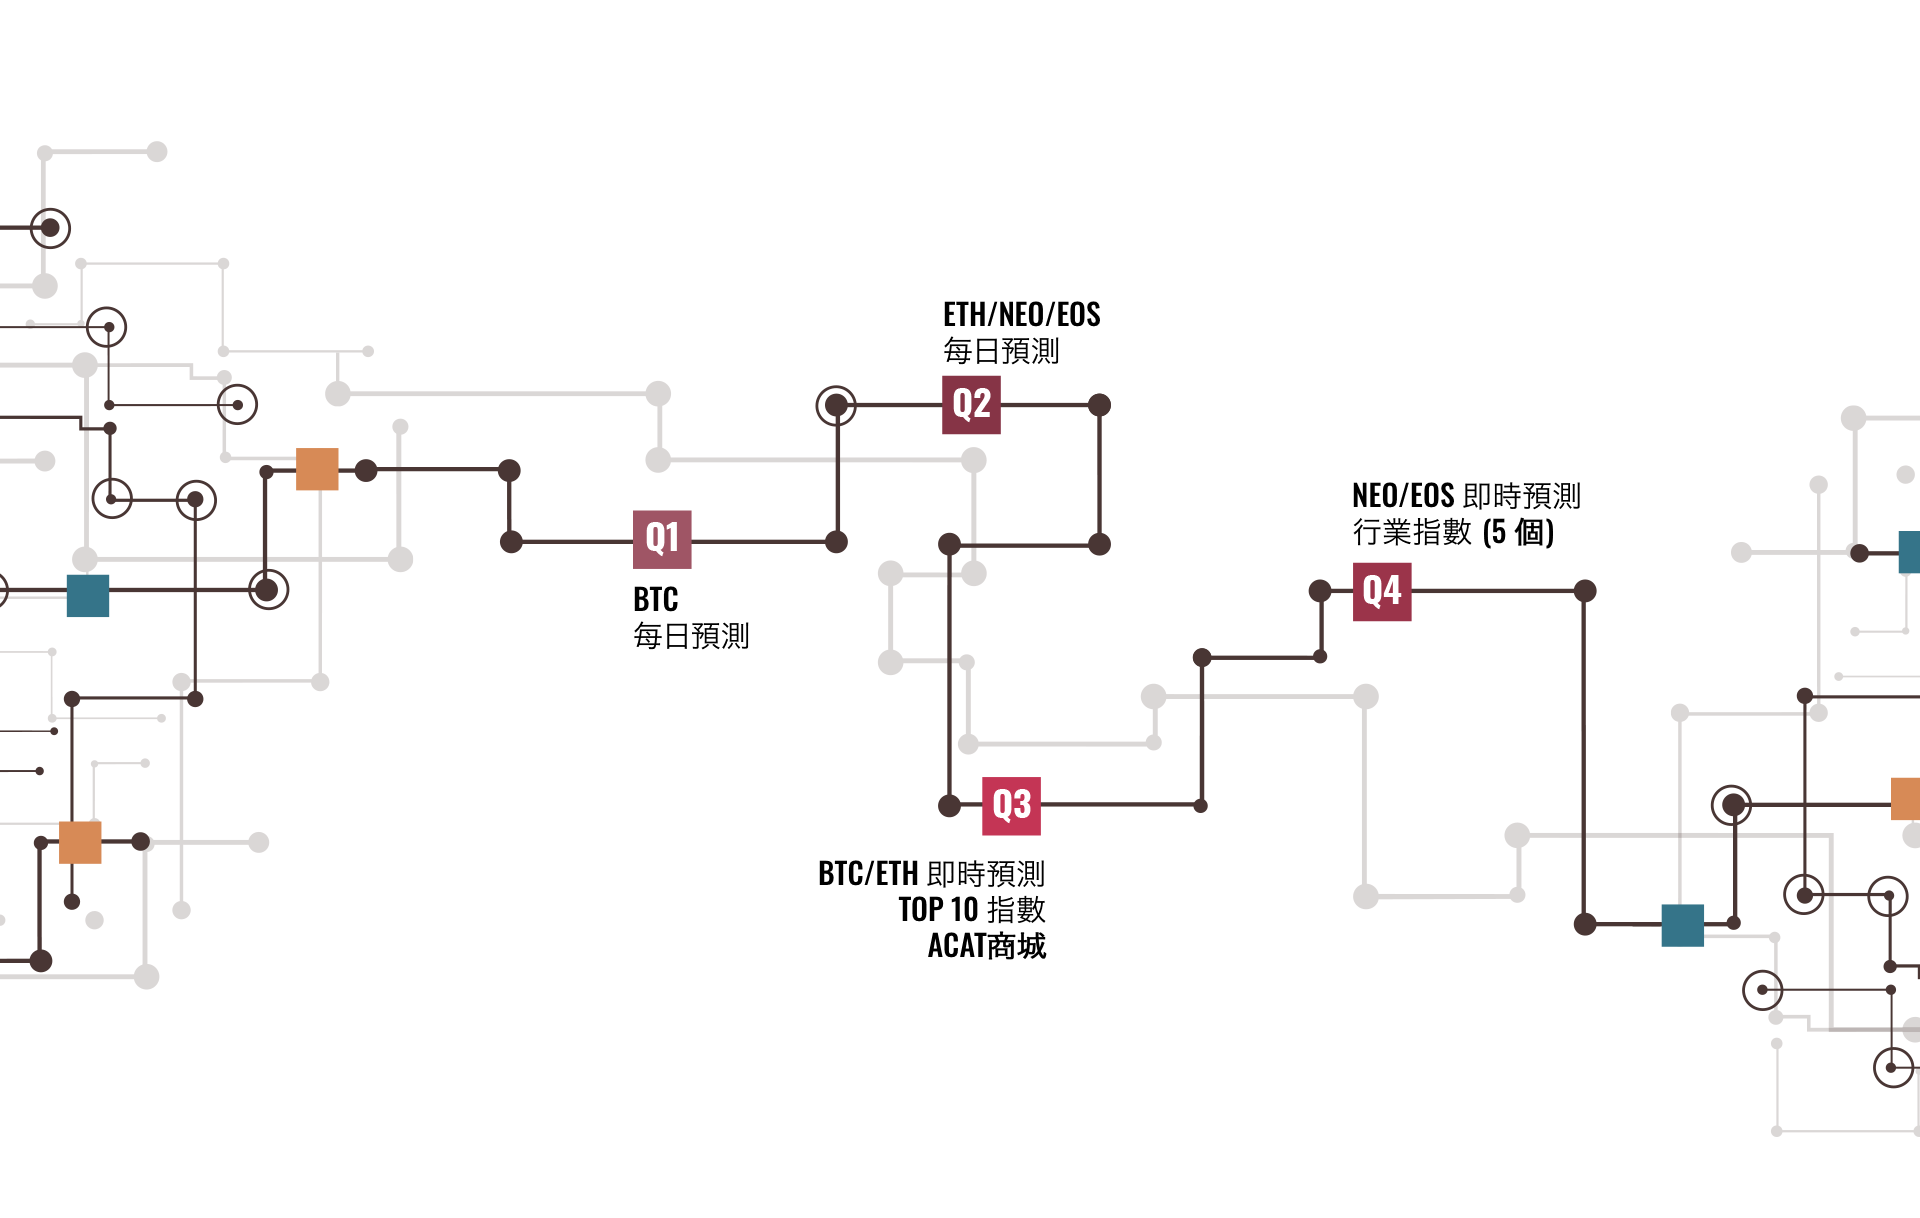 Q1
BTC
每日預測
ETH/NEO/EOS
每日預測
Q2
Q3
BTC/ETH 即時預測
TOP 10 指數
ACAT商城
NEO/EOS 即時預測
行業指數 (5 個)
Q4